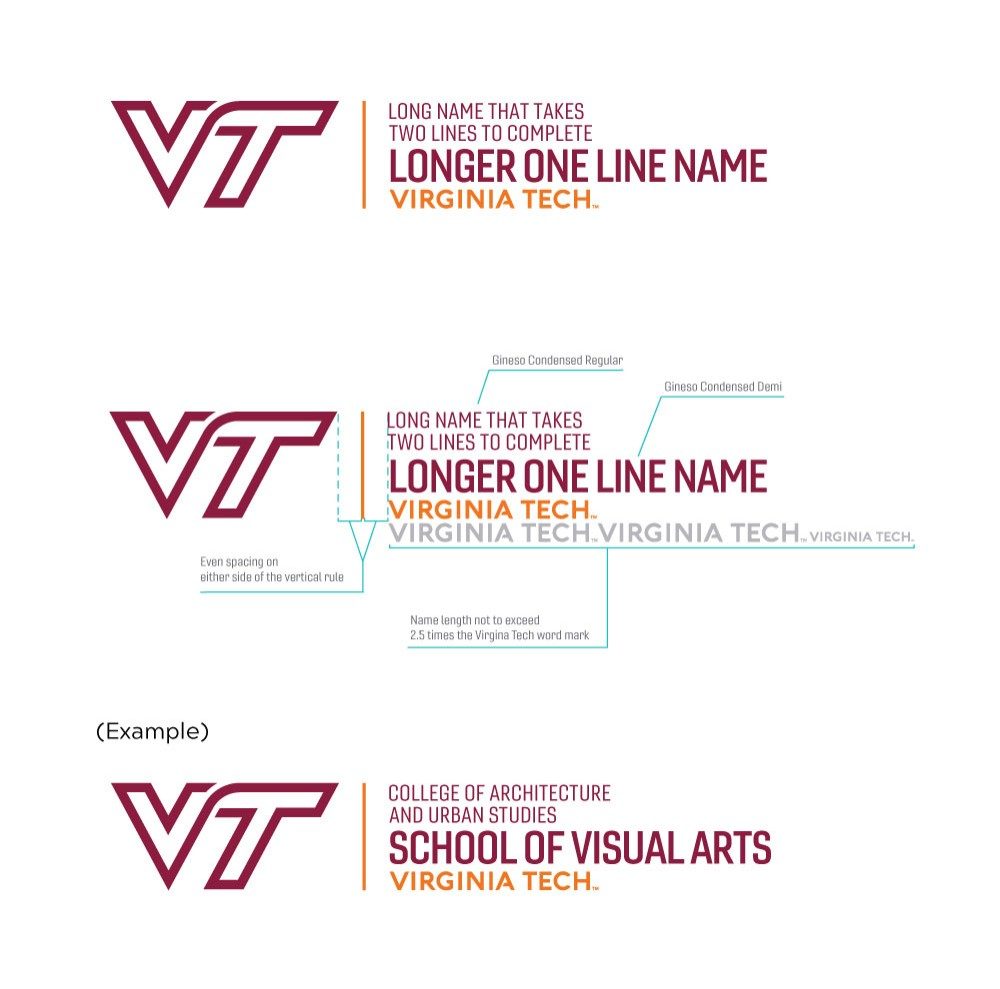 VT
LONG NAME THAT TAKES
TWO LINES TO COMPLETE
LONGER ONE LINE NAME
VIRGINIA TECH™
Gineso Condensed Regular
Gineso Condensed Demi
VT
LONG NAME THAT TAKES
TWO LINES TO COMPLETE
LONGER ONE LINE NAME
VIRGINIA TECH™
VIRGINIA TECH™ VIRGINIA TECH™ VIRGINIA TECH™
Even spacing on
either side of the vertical rule
Name length not to exceed
2.5 times the Virgina Tech word mark
(Example)
VT
COLLEGE OF ARCHITECTURE
AND URBAN STUDIES
SCHOOL OF VISUAL ARTS
VIRGINIA TECH™